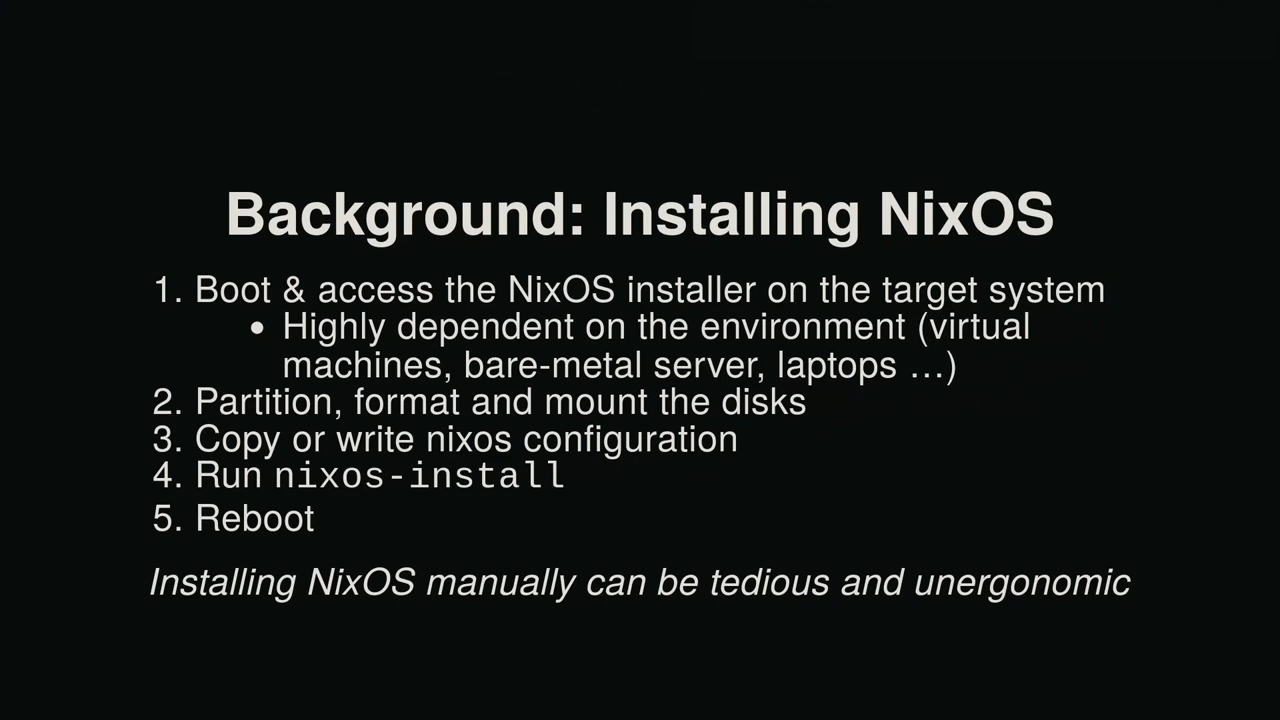 Background: Installing NixOS
1. Boot & access the NixOS installer on the target system
• Highly dependent on the environment (virtual
machines, bare-metal server, laptops …)
2. Partition, format and mount the disks
3. Copy or write nixos configuration
4. Run nixos-install
5. Reboot
Installing NixOS manually can be tedious and unergonomic